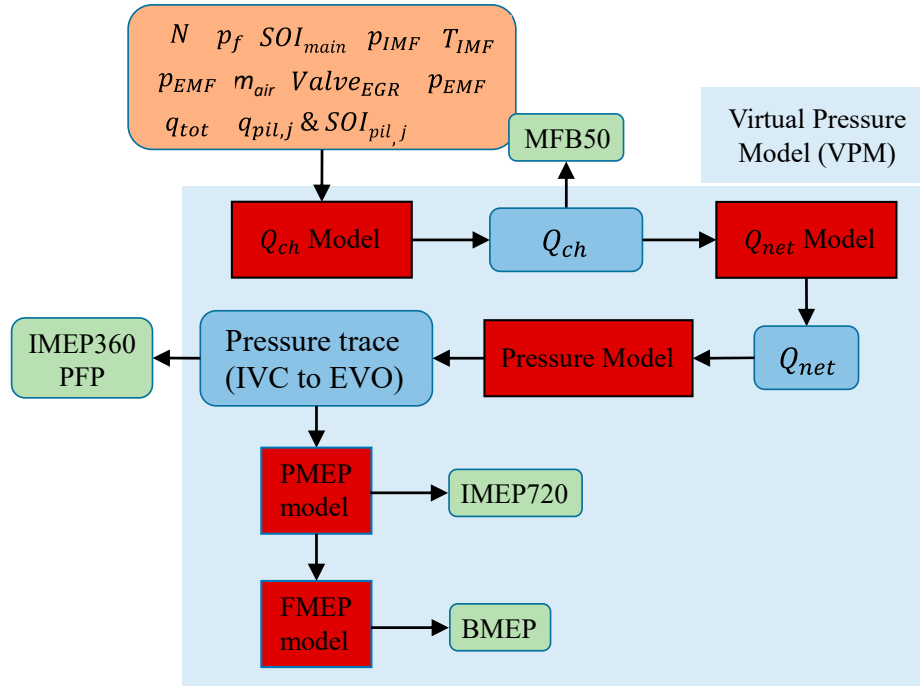 N p_f SOI_main p_IMF T_IMF
p_EMF m_air Valve_EGR p_EMF
q_tot q_pil,j & SOI_pil,j
MFB50
Virtual Pressure
Model (VPM)
Q_ch Model
Q_ch
Q_net Model
IMEP360
PFP
Pressure trace
(IVC to EVO)
Pressure Model
Q_net
PMEP
model
IMEP720
FMEP
model
BMEP